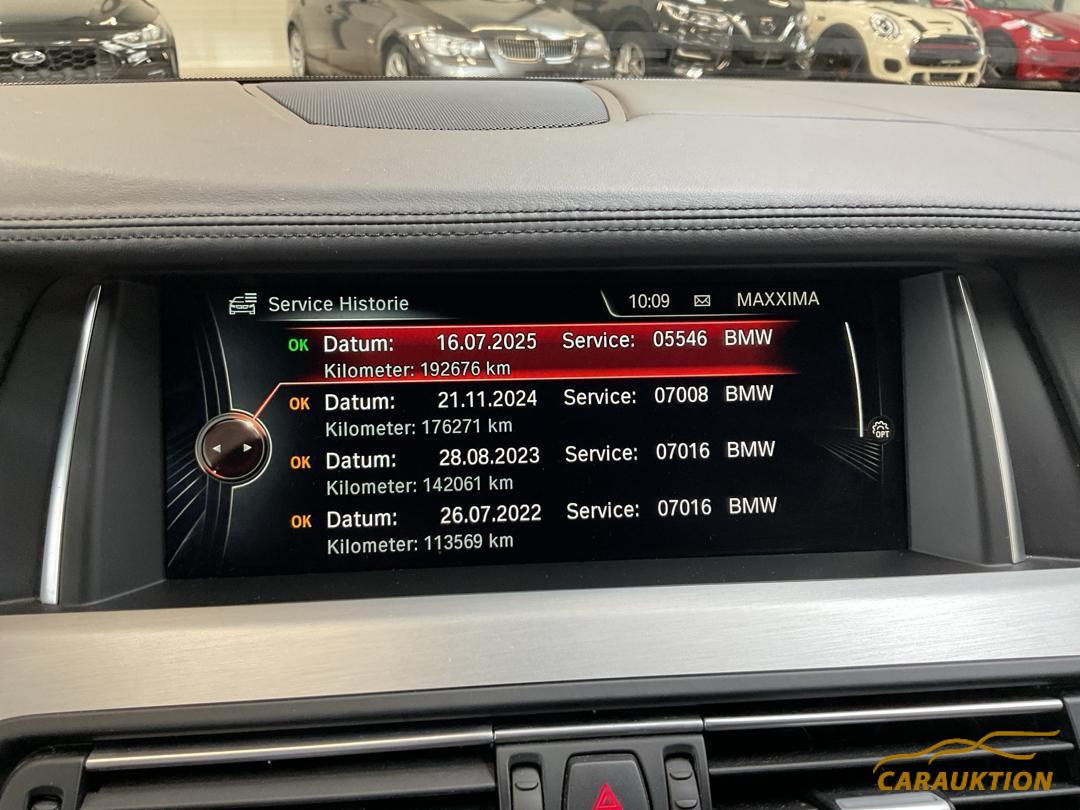 Service Historie 10:09 MAXXIMA
OK Datum: 16.07.2025 Service: 05546 BMW
Kilometer: 192676 km
OK Datum: 21.11.2024 Service: 07008 BMW
Kilometer: 176271 km
OK Datum: 28.08.2023 Service: 07016 BMW
Kilometer: 142061 km
OK Datum: 26.07.2022 Service: 07016 BMW
Kilometer: 113569 km
OPT
CARAUKTION